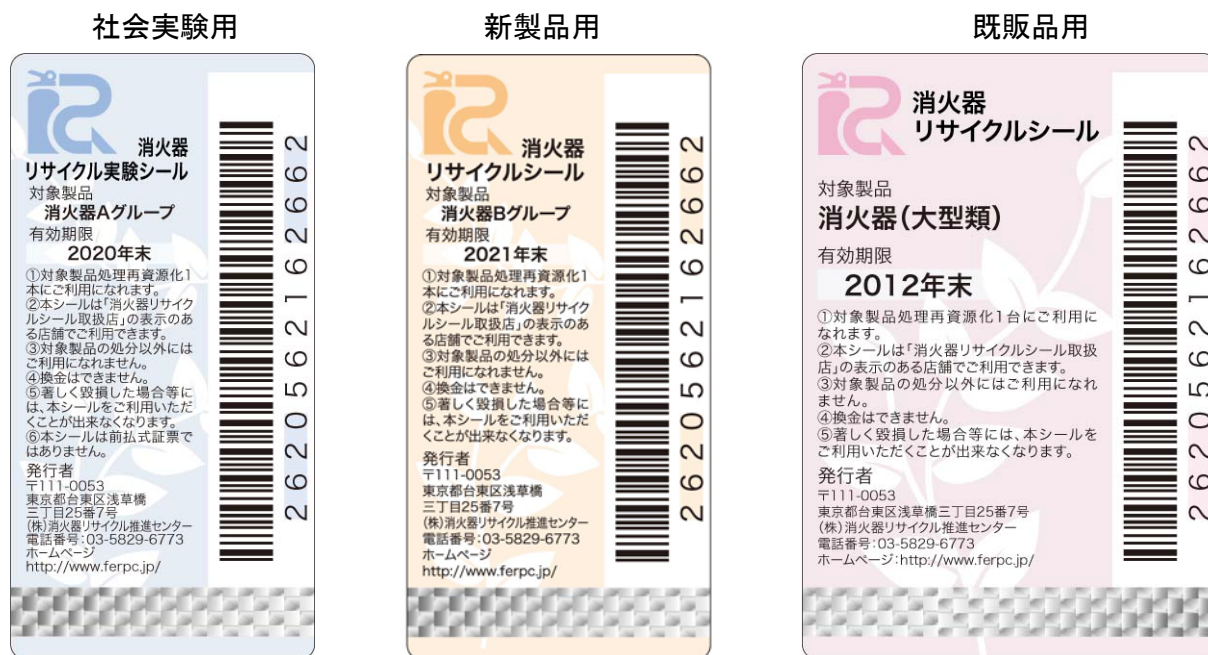 社会実験用
消火器
リサイクル実験シール
対象製品
消火器Aグループ
有効期限
2020年末
①対象製品処理再資源化1
本にご利用になれます。
②本シールは「消火器リサイク
ルシール取扱店」の表示のあ
る店舗でご利用できます。
③対象製品の処分以外には
ご利用になれません。
④換金はできません。
⑤著しく毀損した場合等に
は、本シールをご利用いただ
くことが出来なくなります。
⑥本シールは前払式証票で
はありません。
発行者
〒111-0053
東京都台東区浅草橋
三丁目25番7号
(株)消火器リサイクル推進センター
電話番号:03-5829-6773
ホームページ
http://www.ferpc.jp/
2620562162662
新製品用
消火器
リサイクルシール
対象製品
消火器Bグループ
有効期限
2021年末
①対象製品処理再資源化1
本にご利用になれます。
②本シールは「消火器リサイク
ルシール取扱店」の表示のあ
る店舗でご利用できます。
③対象製品の処分以外には
ご利用になれません。
④換金はできません。
⑤著しく毀損した場合等に
は、本シールをご利用いただ
くことが出来なくなります。
発行者
〒111-0053
東京都台東区浅草橋
三丁目25番7号
(株)消火器リサイクル推進センター
電話番号:03-5829-6773
ホームページ
http://www.ferpc.jp/
2620562162662
既販品用
消火器
リサイクルシール
対象製品
消火器(大型類)
有効期限
2012年末
①対象製品処理再資源化1台にご利用に
なれます。
②本シールは「消火器リサイクルシール取扱
店」の表示のある店舗でご利用できます。
③対象製品の処分以外にはご利用になれ
ません。
④換金はできません。
⑤著しく毀損した場合等には、本シールを
ご利用いただくことが出来なくなります。
発行者
〒111-0053
東京都台東区浅草橋三丁目25番7号
(株)消火器リサイクル推進センター
電話番号:03-5829-6773
ホームページ:http://www.ferpc.jp/
2620562162662